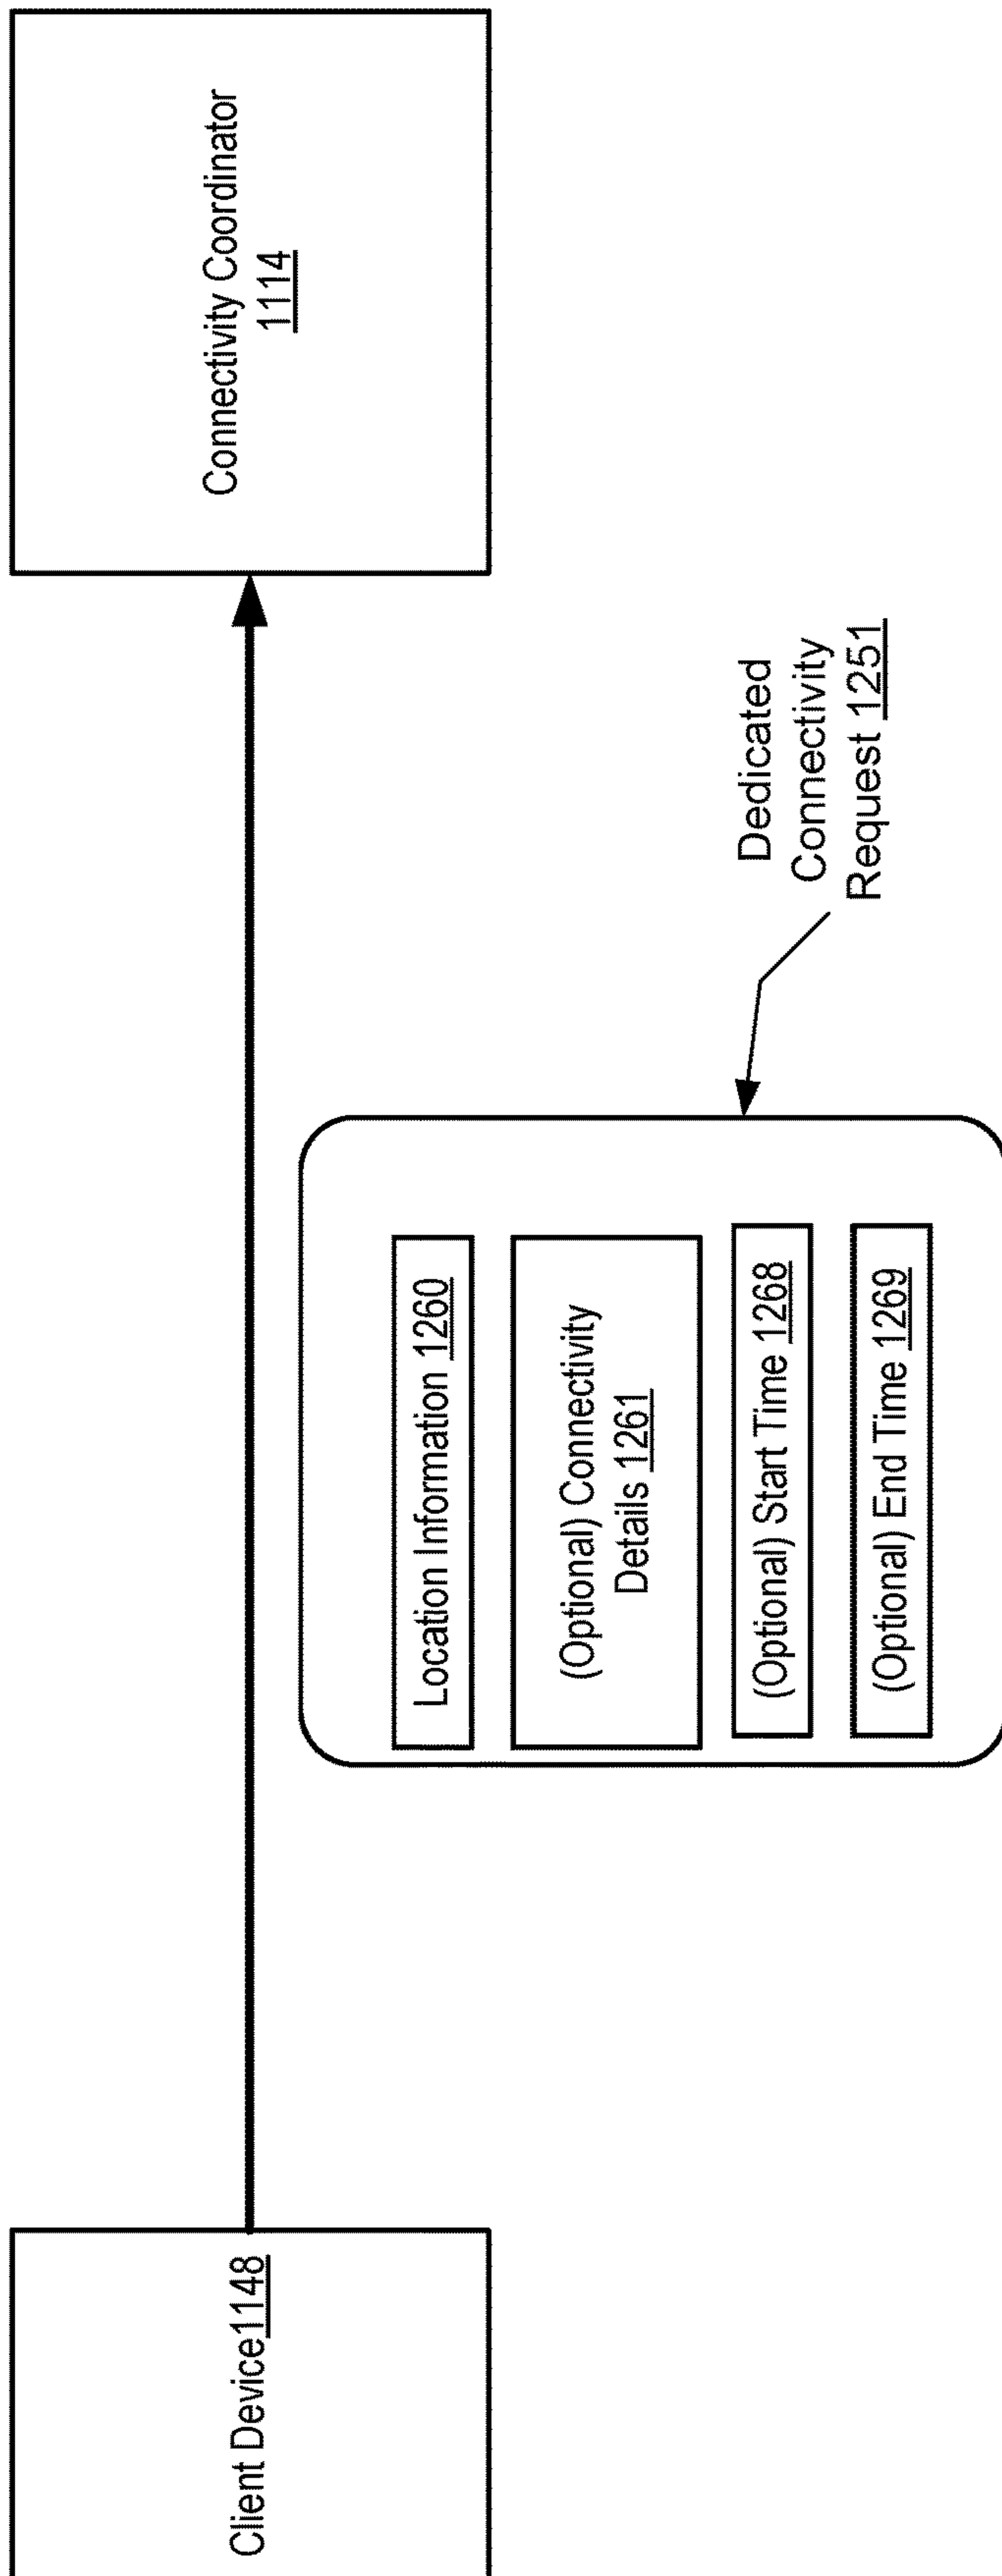 Client Device1148
Connectivity Coordinator
1114
Location Information 1260
(Optional) Connectivity
Details 1261
(Optional) Start Time 1268
(Optional) End Time 1269
Dedicated
Connectivity
Request 1251